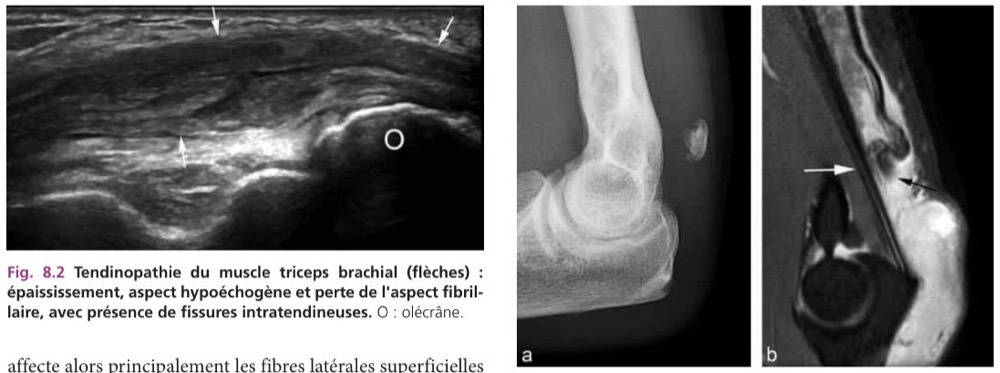 O
Fig. 8.2 Tendinopathie du muscle triceps brachial (flèches) :
épaississement, aspect hypoéchogène et perte de l'aspect fibril-
laire, avec présence de fissures intratendineuses. O : olécrâne.
affecte alors principalement les fibres latérales superficielles
a
b